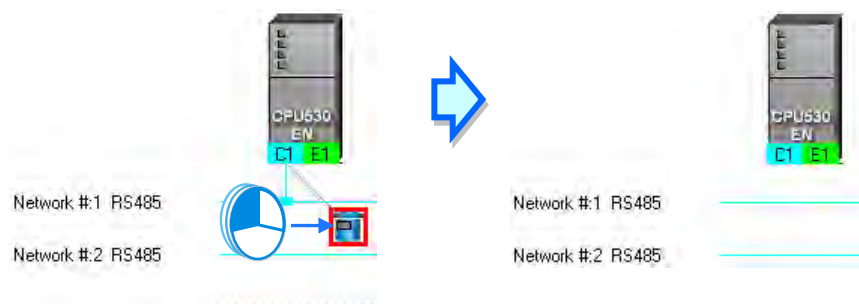 CPU530
EN
C1 E1
Network #:1 RS485
Network #:2 RS485
CPU530
EN
C1 E1
Network #:1 RS485
Network #:2 RS485